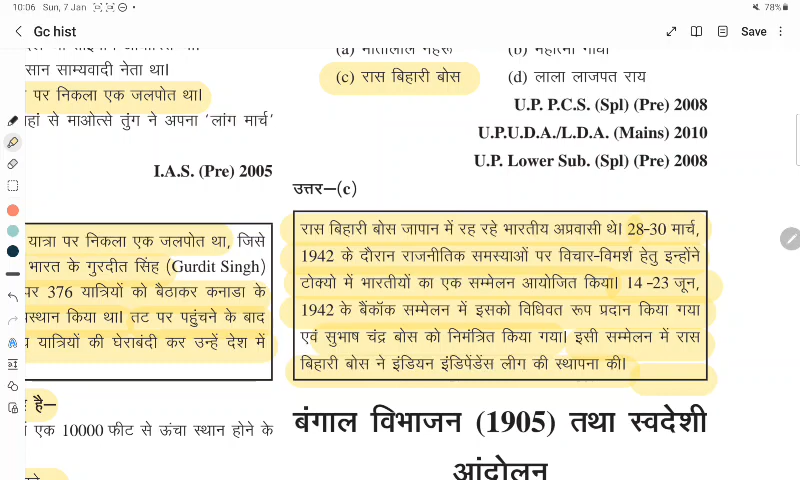 10:06 Sun, 7 Jan
78%
Gc hist
Save
सान साम्यवादी नेता था।
पर निकला एक जलपोत था।
हां से माओत्से तुंग ने अपना 'लांग मार्च'
I.A.S. (Pre) 2005
यात्रा पर निकला एक जलपोत था, जिसे
भारत के गुरदीत सिंह (Gurdit Singh)
पर 376 यात्रियों को बैठाकर कनाडा के
स्थान किया था। तट पर पहुंचने के बाद
यात्रियों की घेराबंदी कर उन्हें देश में
है–
एक 10000 फीट से ऊंचा स्थान होने के
(a) मोतीलाल नेहरू (b) महात्मा गांधी
(c) रास बिहारी बोस (d) लाला लाजपत राय
U.P. P.C.S. (Spl) (Pre) 2008
U.P.U.D.A./L.D.A. (Mains) 2010
U.P. Lower Sub. (Spl) (Pre) 2008
उत्तर–(c)
रास बिहारी बोस जापान में रह रहे भारतीय अप्रवासी थे। 28-30 मार्च,
1942 के दौरान राजनीतिक समस्याओं पर विचार-विमर्श हेतु इन्होंने
टोक्यो में भारतीयों का एक सम्मेलन आयोजित किया। 14 -23 जून,
1942 के बैंकॉक सम्मेलन में इसको विधिवत रूप प्रदान किया गया
एवं सुभाष चंद्र बोस को निमंत्रित किया गया। इसी सम्मेलन में रास
बिहारी बोस ने इंडियन इंडिपेंडेंस लीग की स्थापना की।
बंगाल विभाजन (1905) तथा स्वदेशी
आंदोलन